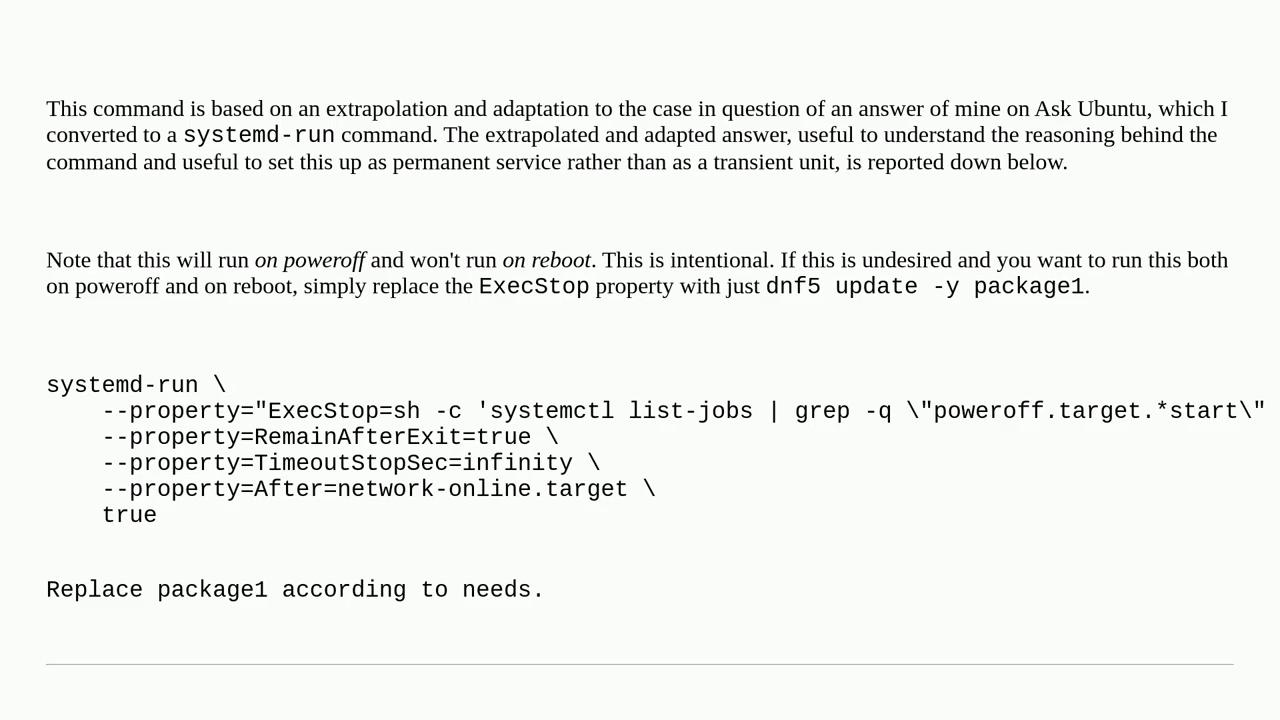 This command is based on an extrapolation and adaptation to the case in question of an answer of mine on Ask Ubuntu, which I
converted to a systemd-run command. The extrapolated and adapted answer, useful to understand the reasoning behind the
command and useful to set this up as permanent service rather than as a transient unit, is reported down below.
Note that this will run on poweroff and won't run on reboot. This is intentional. If this is undesired and you want to run this both
on poweroff and on reboot, simply replace the ExecStop property with just dnf5 update -y package1.
systemd-run \
    --property="ExecStop=sh -c 'systemctl list-jobs | grep -q \"poweroff.target.*start\"
    --property=RemainAfterExit=true \
    --property=TimeoutStopSec=infinity \
    --property=After=network-online.target \
    true
Replace package1 according to needs.